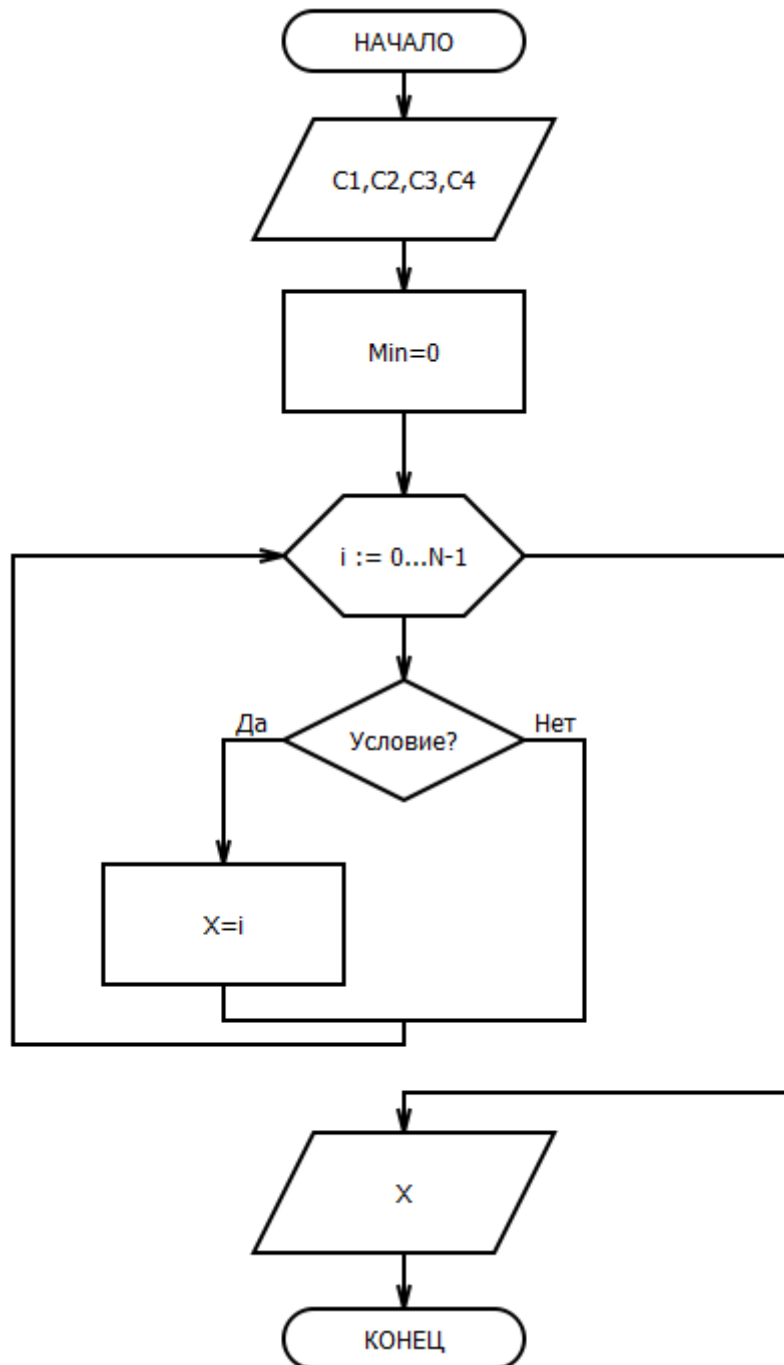 НАЧАЛО
C1,C2,C3,C4
Min=0
i := 0...N-1
Да
Условие?
Нет
X=i
X
КОНЕЦ